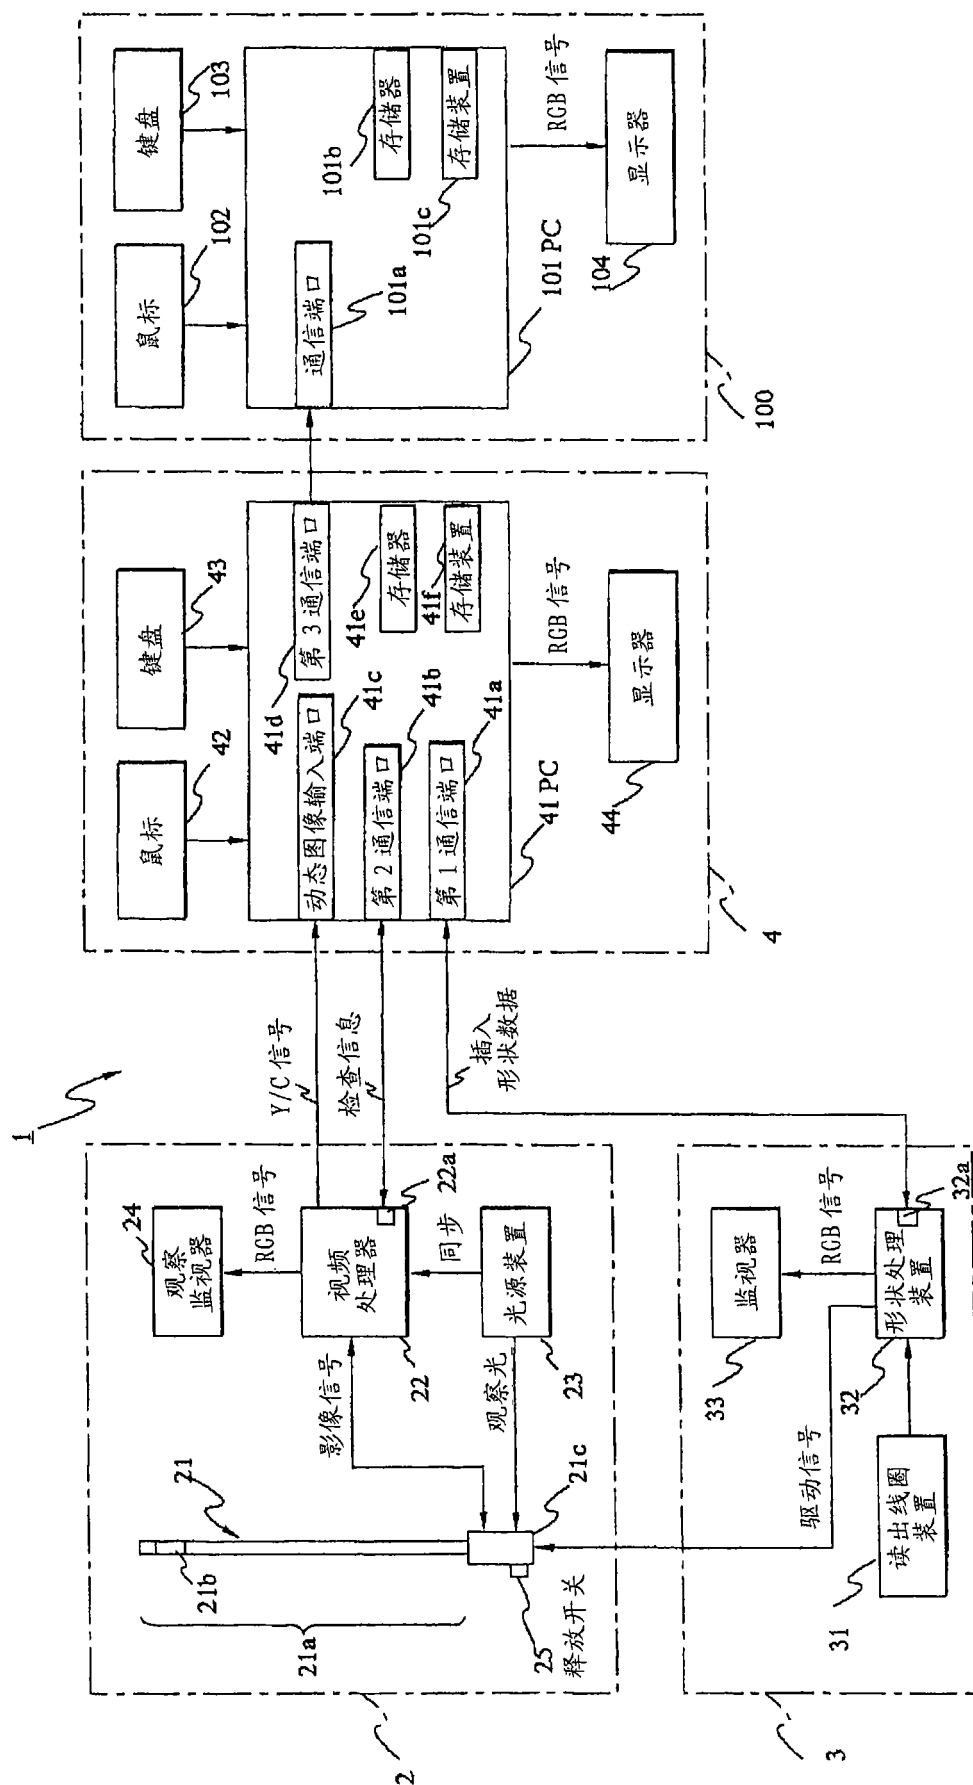 1
2
21
21a
21b
21c
25
释放开关
影像信号
观察光
观察
监视器
24
RGB 信号
视频
处理器
22
22a
同步
光源装置
23
Y/C 信号
检查信息
插入
形状数据
3
读出线圈
装置
31
驱动信号
形状处理
装置
32
32a
RGB 信号
监视器
33
4
鼠标
42
键盘
43
动态图像输入端口
41c
第 2 通信端口
41b
第 1 通信端口
41a
第 3 通信端口
41d
存储器
41e
存储装置
41f
41 PC
RGB 信号
显示器
44
100
鼠标
102
键盘
103
通信端口
101a
存储器
101b
存储装置
101c
101 PC
RGB 信号
显示器
104